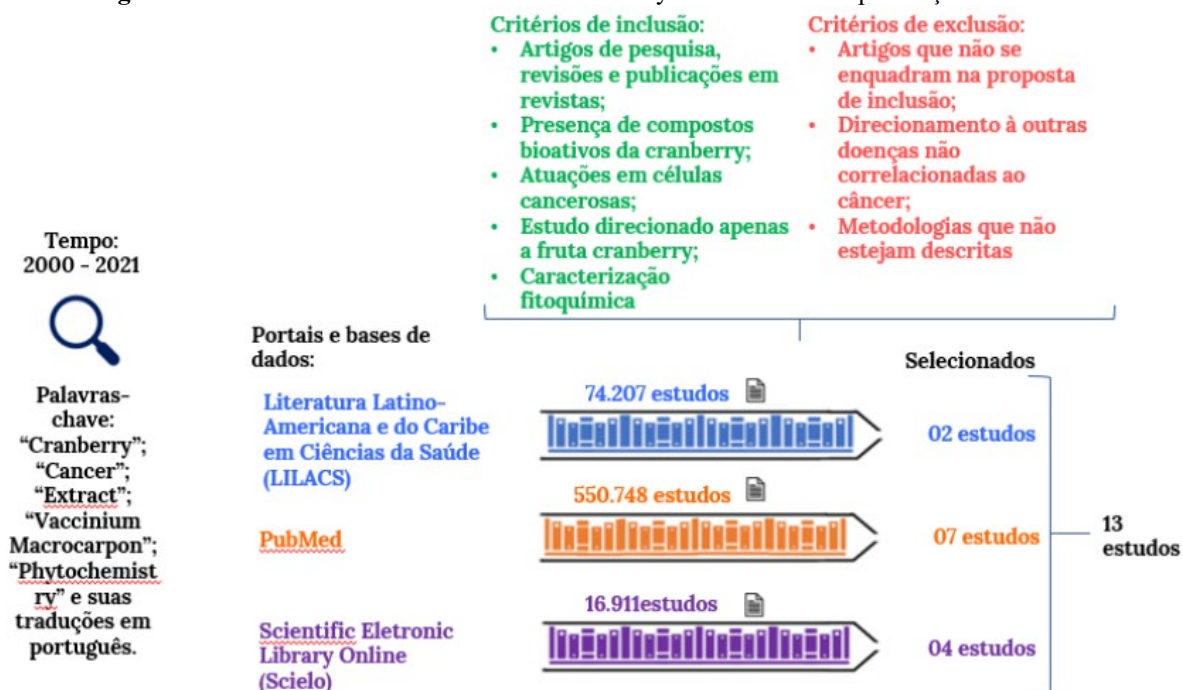 Critérios de inclusão:
• Artigos de pesquisa,
revisões e publicações em
revistas;
• Presença de compostos
bioativos da cranberry;
• Atuações em células
cancerosas;
• Estudo direcionado apenas
a fruta cranberry;
• Caracterização
fitoquímica
Critérios de exclusão:
• Artigos que não se
enquadram na proposta
de inclusão;
• Direcionamento à outras
doenças não
correlacionadas ao
câncer;
• Metodologias que não
estejam descritas
Tempo:
2000 - 2021
Palavras-
chave:
“Cranberry”;
“Cancer”;
“Extract”;
“Vaccinium
Macrocarpon”;
“Phytochemist
ry” e suas
traduções em
português.
Portais e bases de
dados:
Selecionados
Literatura Latino-
Americana e do Caribe
em Ciências da Saúde
(LILACS)
74.207 estudos
02 estudos
PubMed
550.748 estudos
07 estudos
Scientific Eletronic
Library Online
(Scielo)
16.911estudos
04 estudos
13
estudos